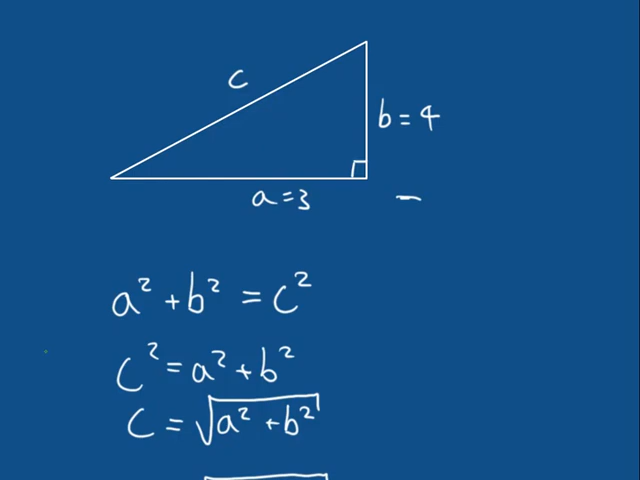 c
b = 4
a = 3
a² + b² = c²
c² = a² + b²
c = √(a² + b²)